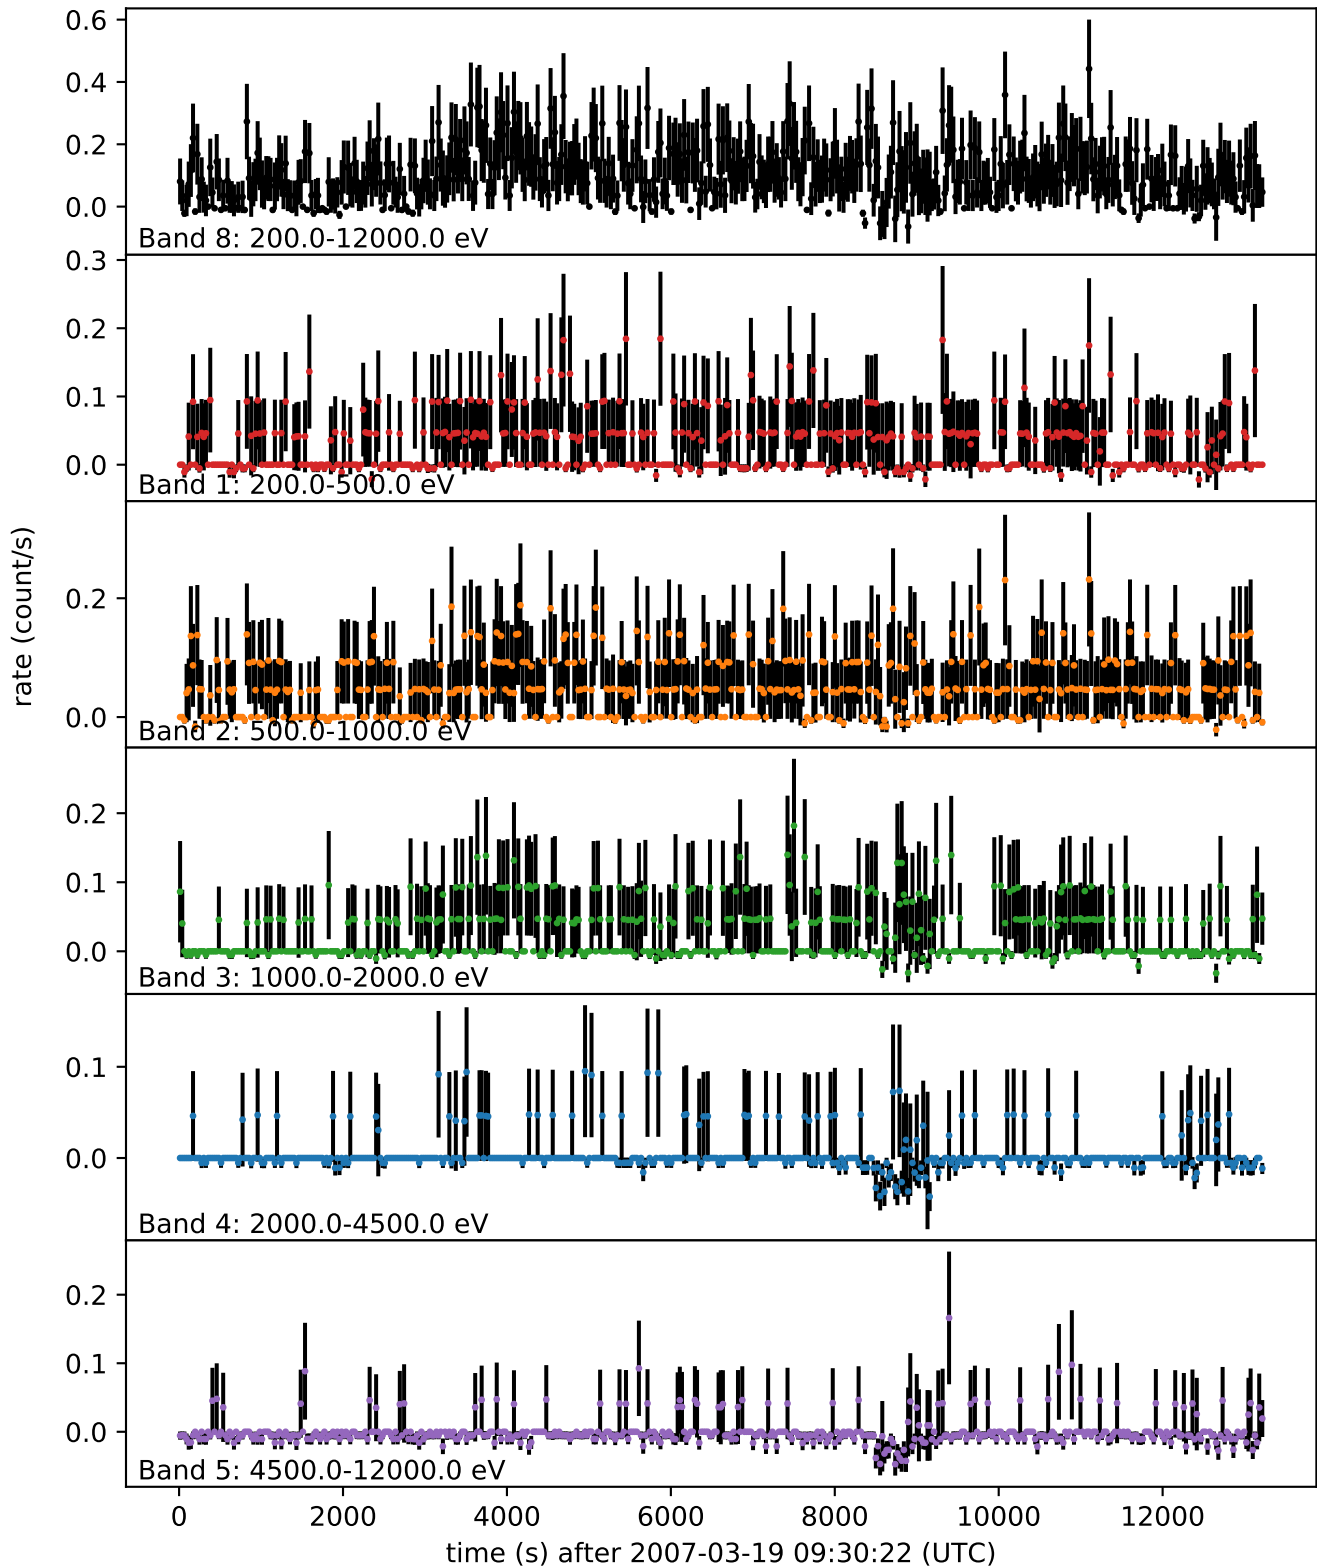 0.6
0.4
0.2
0.0
Band 8: 200.0-12000.0 eV
0.3
0.2
0.1
0.0
Band 1: 200.0-500.0 eV
0.2
0.0
Band 2: 500.0-1000.0 eV
rate (count/s)
0.2
0.1
0.0
Band 3: 1000.0-2000.0 eV
0.1
0.0
Band 4: 2000.0-4500.0 eV
0.2
0.1
0.0
Band 5: 4500.0-12000.0 eV
0 2000 4000 6000 8000 10000 12000
time (s) after 2007-03-19 09:30:22 (UTC)